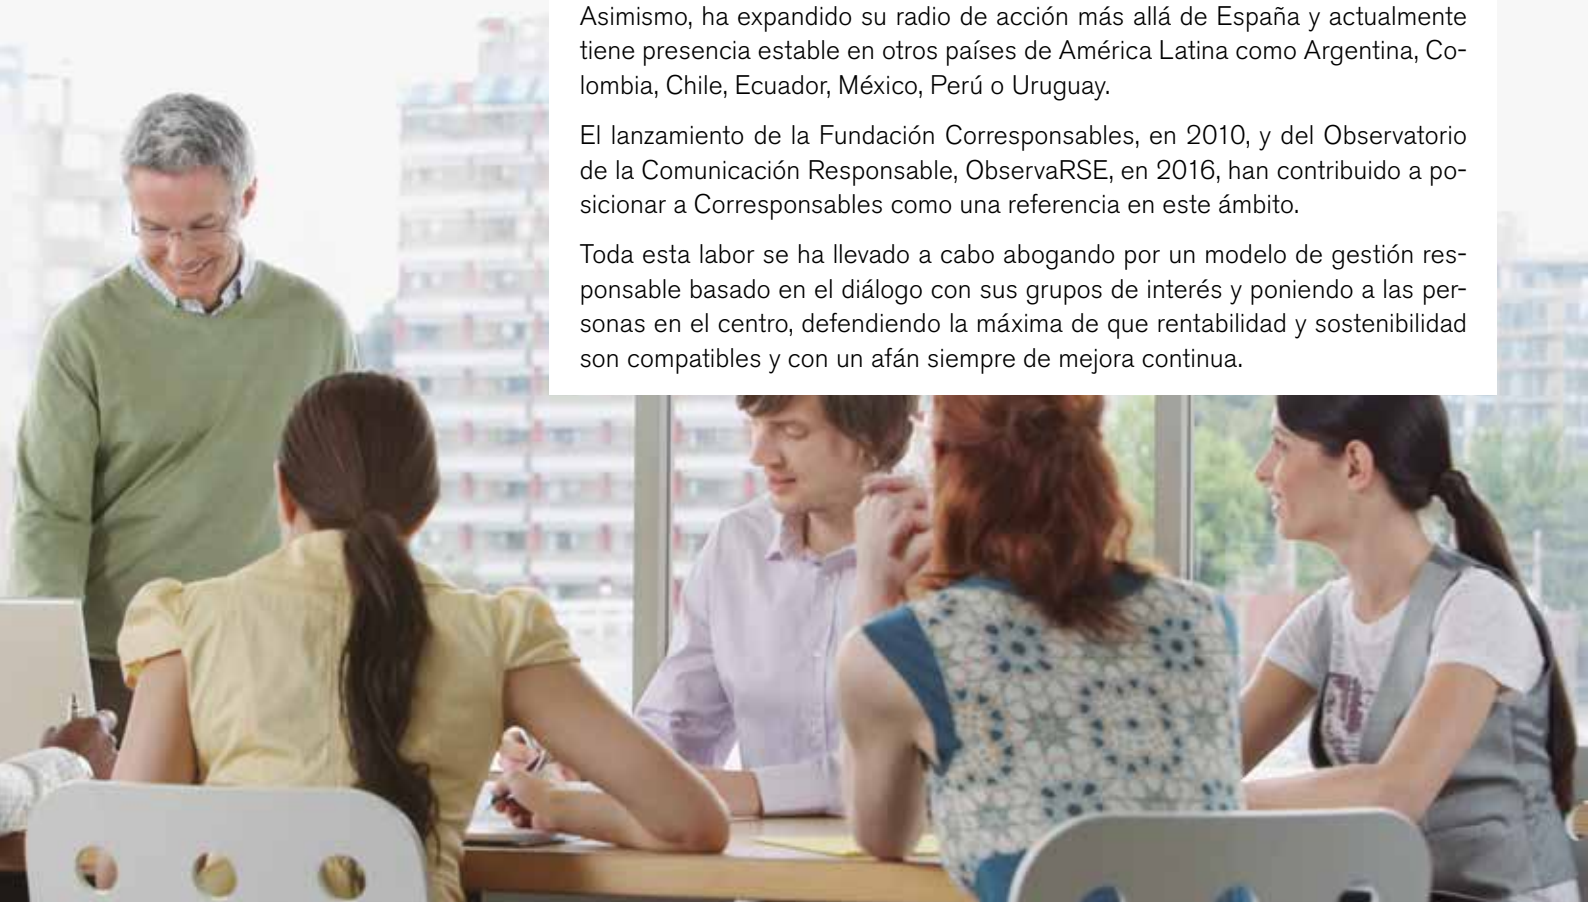 Asimismo, ha expandido su radio de acción más allá de España y actualmente
tiene presencia estable en otros países de América Latina como Argentina, Co-
lombia, Chile, Ecuador, México, Perú o Uruguay.
El lanzamiento de la Fundación Corresponsables, en 2010, y del Observatorio
de la Comunicación Responsable, ObservaRSE, en 2016, han contribuido a po-
sicionar a Corresponsables como una referencia en este ámbito.
Toda esta labor se ha llevado a cabo abogando por un modelo de gestión res-
ponsable basado en el diálogo con sus grupos de interés y poniendo a las per-
sonas en el centro, defendiendo la máxima de que rentabilidad y sostenibilidad
son compatibles y con un afán siempre de mejora continua.